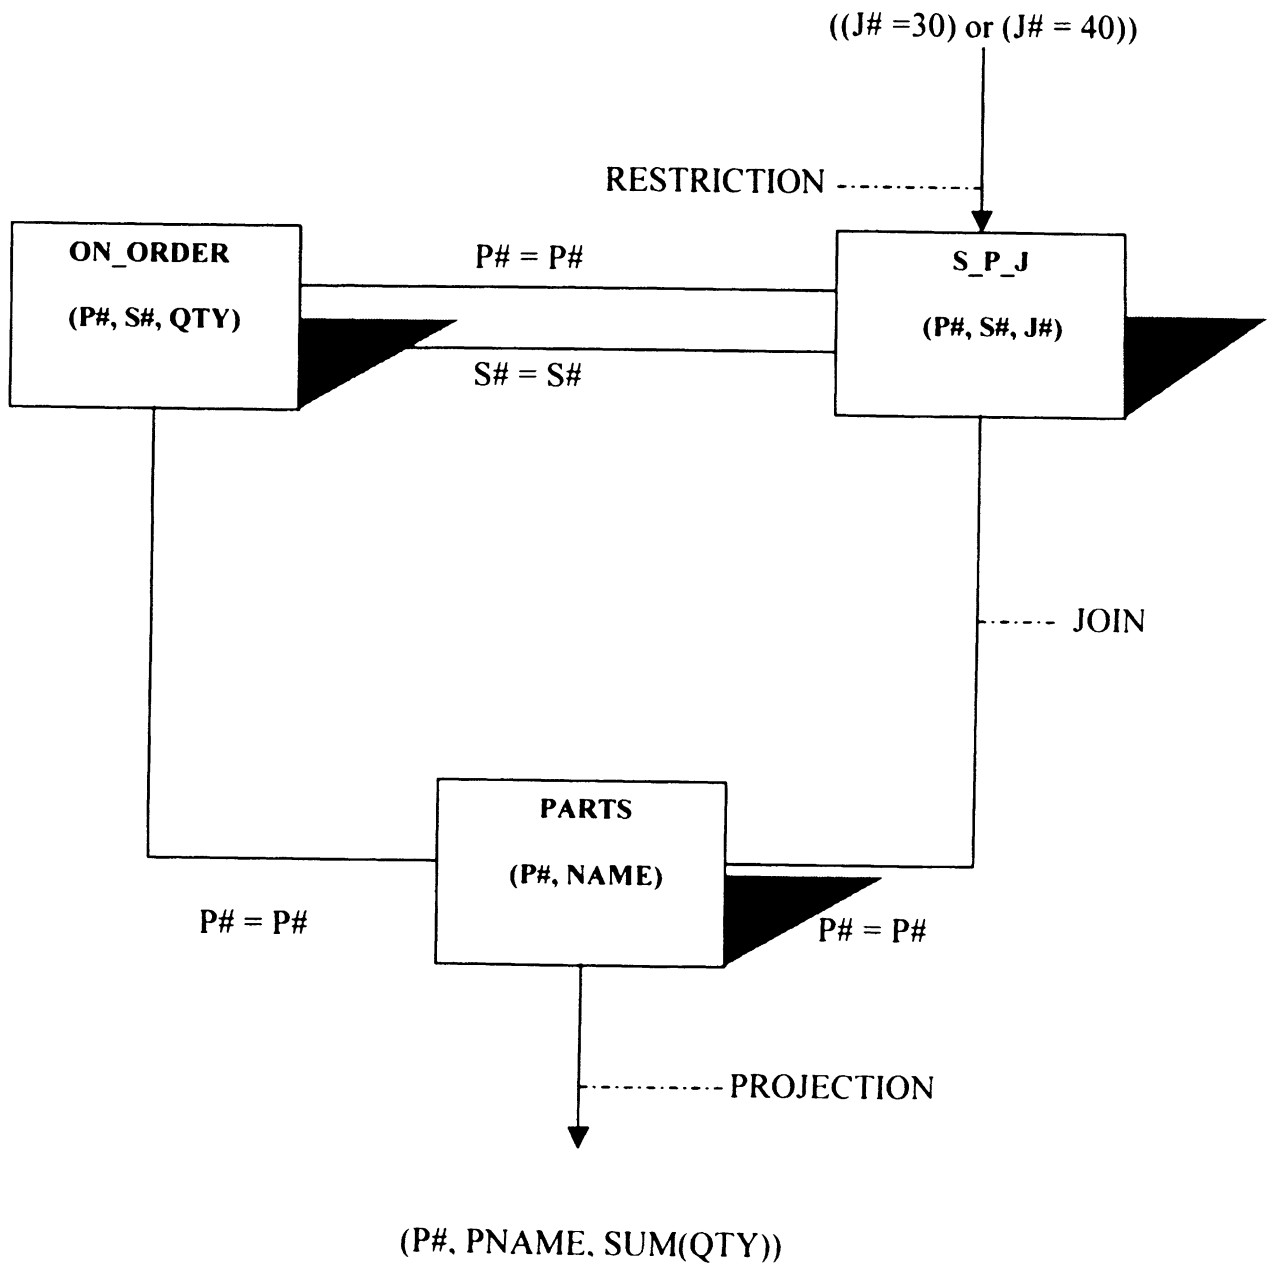 ((J# =30) or (J# = 40))
RESTRICTION
ON_ORDER
(P#, S#, QTY)
P# = P#
S# = S#
S_P_J
(P#, S#, J#)
JOIN
PARTS
(P#, NAME)
P# = P#
P# = P#
PROJECTION
(P#, PNAME, SUM(QTY))